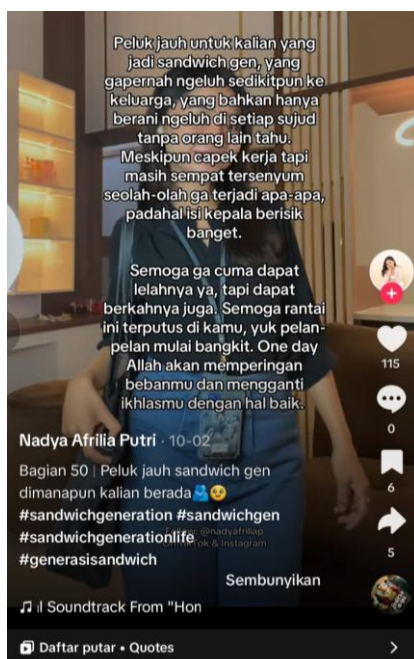 Peluk jauh untuk kalian yang
jadi sandwich gen, yang
gapernah ngeluh sedikitpun ke
keluarga, yang bahkan hanya
berani ngeluh di setiap sujud
tanpa orang lain tahu.
Meskipun capek kerja tapi
masih sempat tersenyum
seolah-olah ga terjadi apa-apa,
padahal isi kepala berisik
banget.
Semoga ga cuma dapat
lelahnya ya, tapi dapat
berkahnya juga. Semoga rantai
ini terputus di kamu, yuk pelan-
pelan mulai bangkit. One day
Allah akan memperingan
bebanmu dan mengganti
ikhlasmu dengan hal baik.
115
0
6
5
Nadya Afrilia Putri · 10-02
Bagian 50 | Peluk jauh sandwich gen
dimanapun kalian berada
#sandwichgeneration #sandwichgen
#sandwichgenerationlife
#generasisandwich
@nadyafriliap
TikTok & Instagram
Sembunyikan
Soundtrack From "Hon
Daftar putar • Quotes